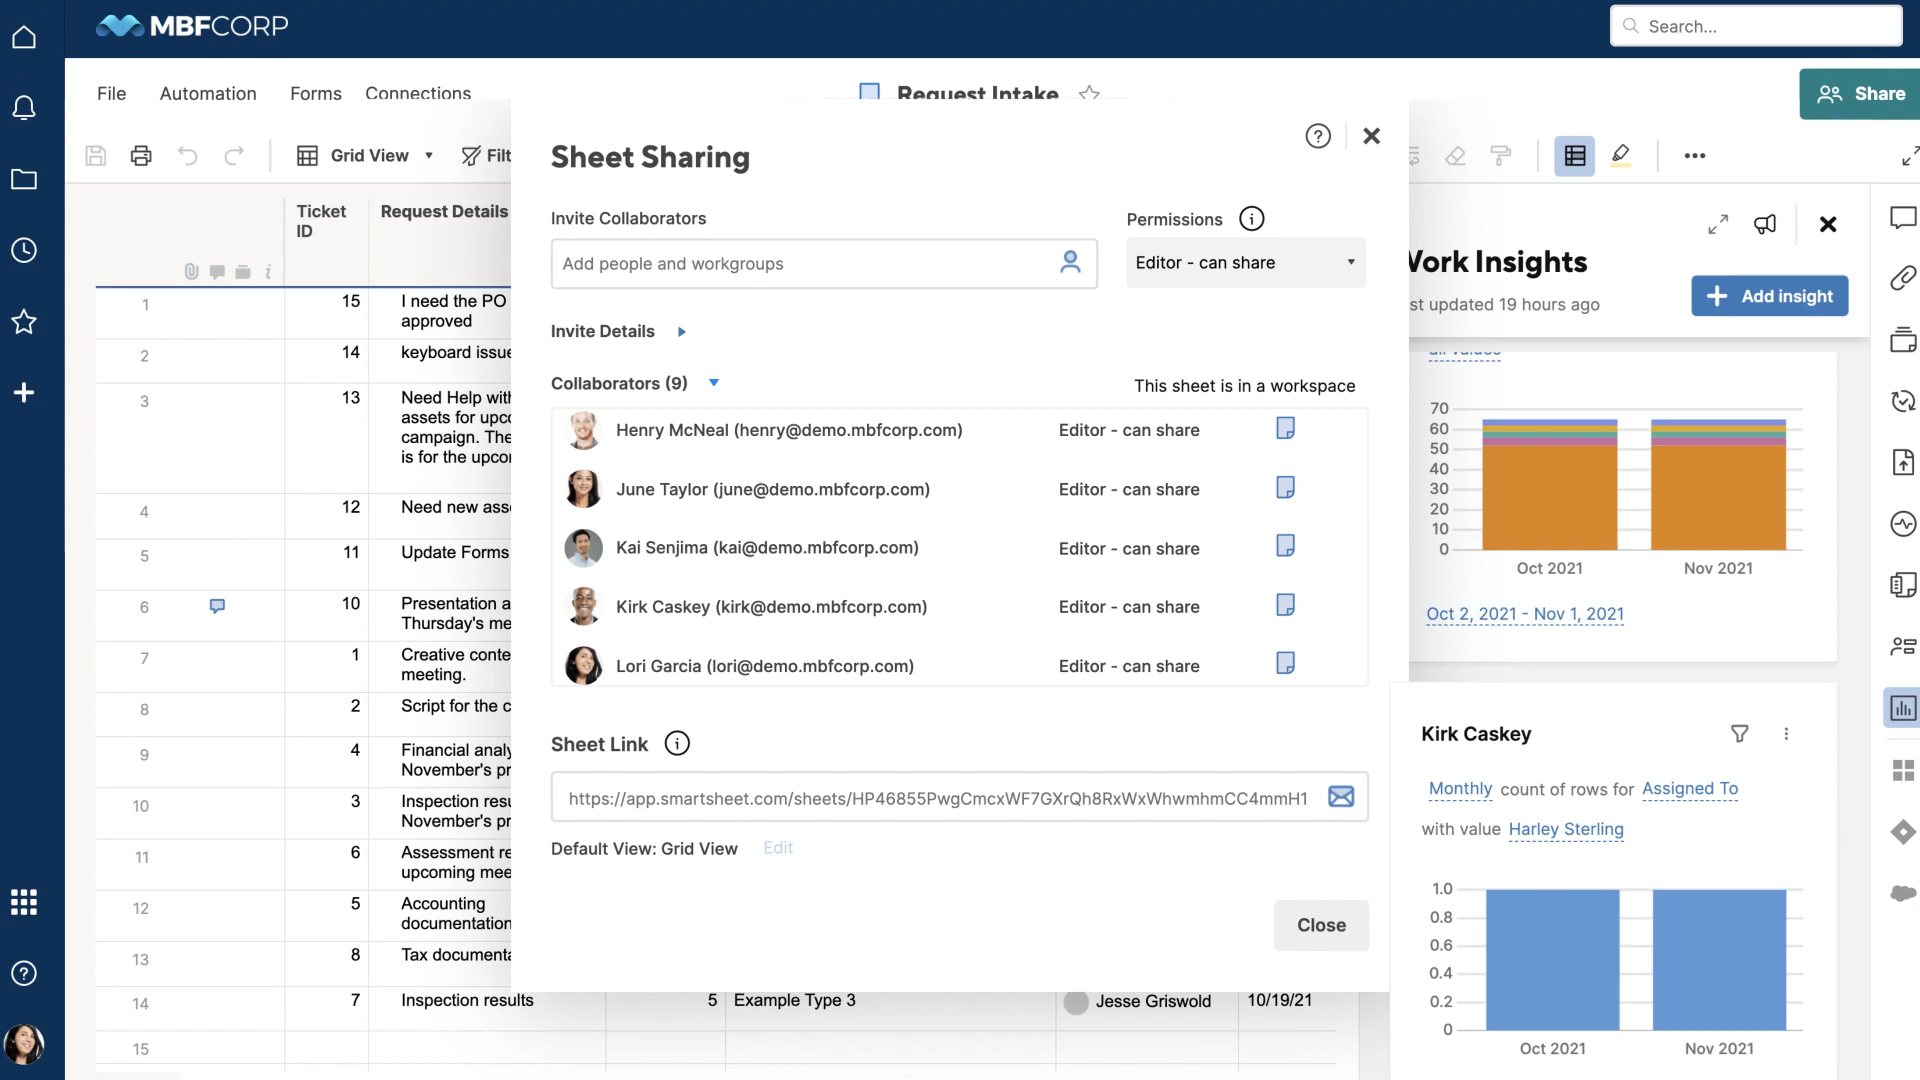 MBFCORP
Search...
File Automation Forms Connections
Request Intake
Share
Grid View
Filt
Ticket ID
Request Details
1 15 I need the PO
approved
2 14 keyboard issue
3 13 Need Help with
assets for upco
campaign. The
is for the upcor
4 12 Need new asse
5 11 Update Forms
6 10 Presentation a
Thursday's me
7 1 Creative conte
meeting.
8 2 Script for the c
9 4 Financial analy
November's pr
10 3 Inspection resu
November's pr
11 6 Assessment re
upcoming mee
12 5 Accounting
documentation
13 8 Tax documenta
14 7 Inspection results 5 Example Type 3 Jesse Griswold 10/19/21
15
Sheet Sharing
Invite Collaborators
Add people and workgroups
Permissions
Editor - can share
Invite Details
Collaborators (9)
This sheet is in a workspace
Henry McNeal (henry@demo.mbfcorp.com) Editor - can share
June Taylor (june@demo.mbfcorp.com) Editor - can share
Kai Senjima (kai@demo.mbfcorp.com) Editor - can share
Kirk Caskey (kirk@demo.mbfcorp.com) Editor - can share
Lori Garcia (lori@demo.mbfcorp.com) Editor - can share
Sheet Link
https://app.smartsheet.com/sheets/HP46855PwgCmcxWF7GXrQh8RxWxWhwmhmCC4mmH1
Default View: Grid View Edit
Close
Work Insights
st updated 19 hours ago
Add insight
all values
70
60
50
40
30
20
10
0
Oct 2021 Nov 2021
Oct 2, 2021 - Nov 1, 2021
Kirk Caskey
Monthly count of rows for Assigned To
with value Harley Sterling
1.0
0.8
0.6
0.4
0.2
0
Oct 2021 Nov 2021